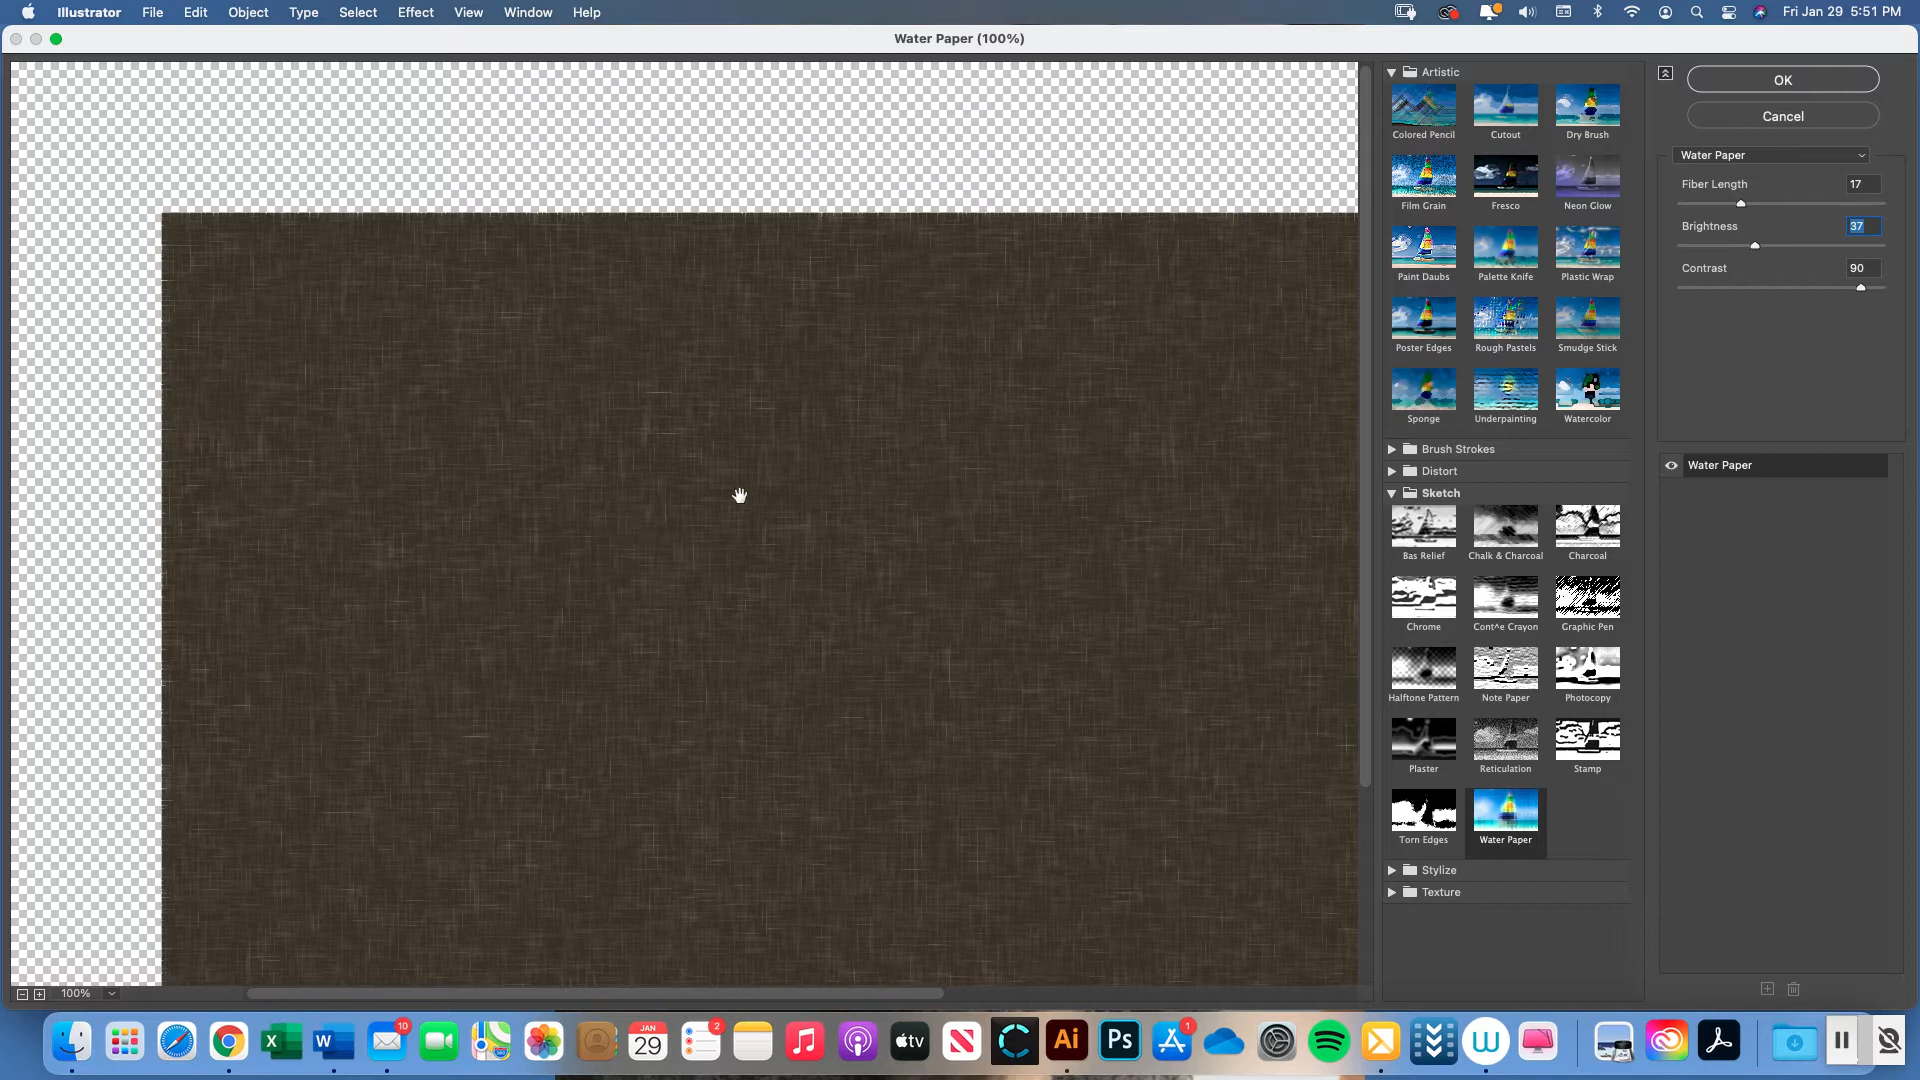 Illustrator File Edit Object Type Select Effect View Window Help Fri Jan 29 5:51 PM
Water Paper (100%)
Artistic
Colored Pencil Cutout Dry Brush
Film Grain Fresco Neon Glow
Paint Daubs Palette Knife Plastic Wrap
Poster Edges Rough Pastels Smudge Stick
Sponge Underpainting Watercolor
Brush Strokes
Distort
Sketch
Bas Relief Chalk & Charcoal Charcoal
Chrome Cont^e Crayon Graphic Pen
Halftone Pattern Note Paper Photocopy
Plaster Reticulation Stamp
Torn Edges Water Paper
Stylize
Texture
OK
Cancel
Water Paper
Fiber Length 17
Brightness 37
Contrast 90
Water Paper
100%
X W 10 JAN 29 2 tv N Ai Ps 1 W